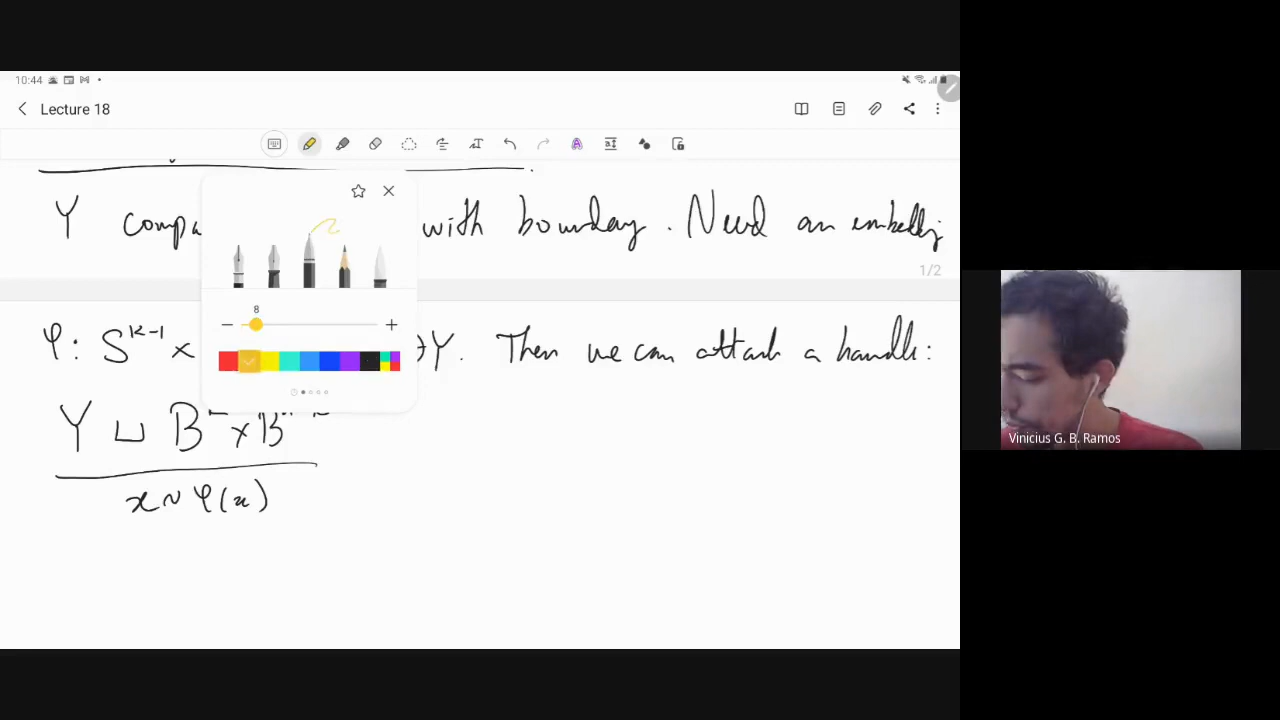 10:44
Lecture 18
Y compa with boundary. Need an embedding
1/2
8
φ: S^{k-1} × ∂Y. Then we can attach a handle:
Y ⊔ B × B
x ~ φ(x)
Vinicius G. B. Ramos